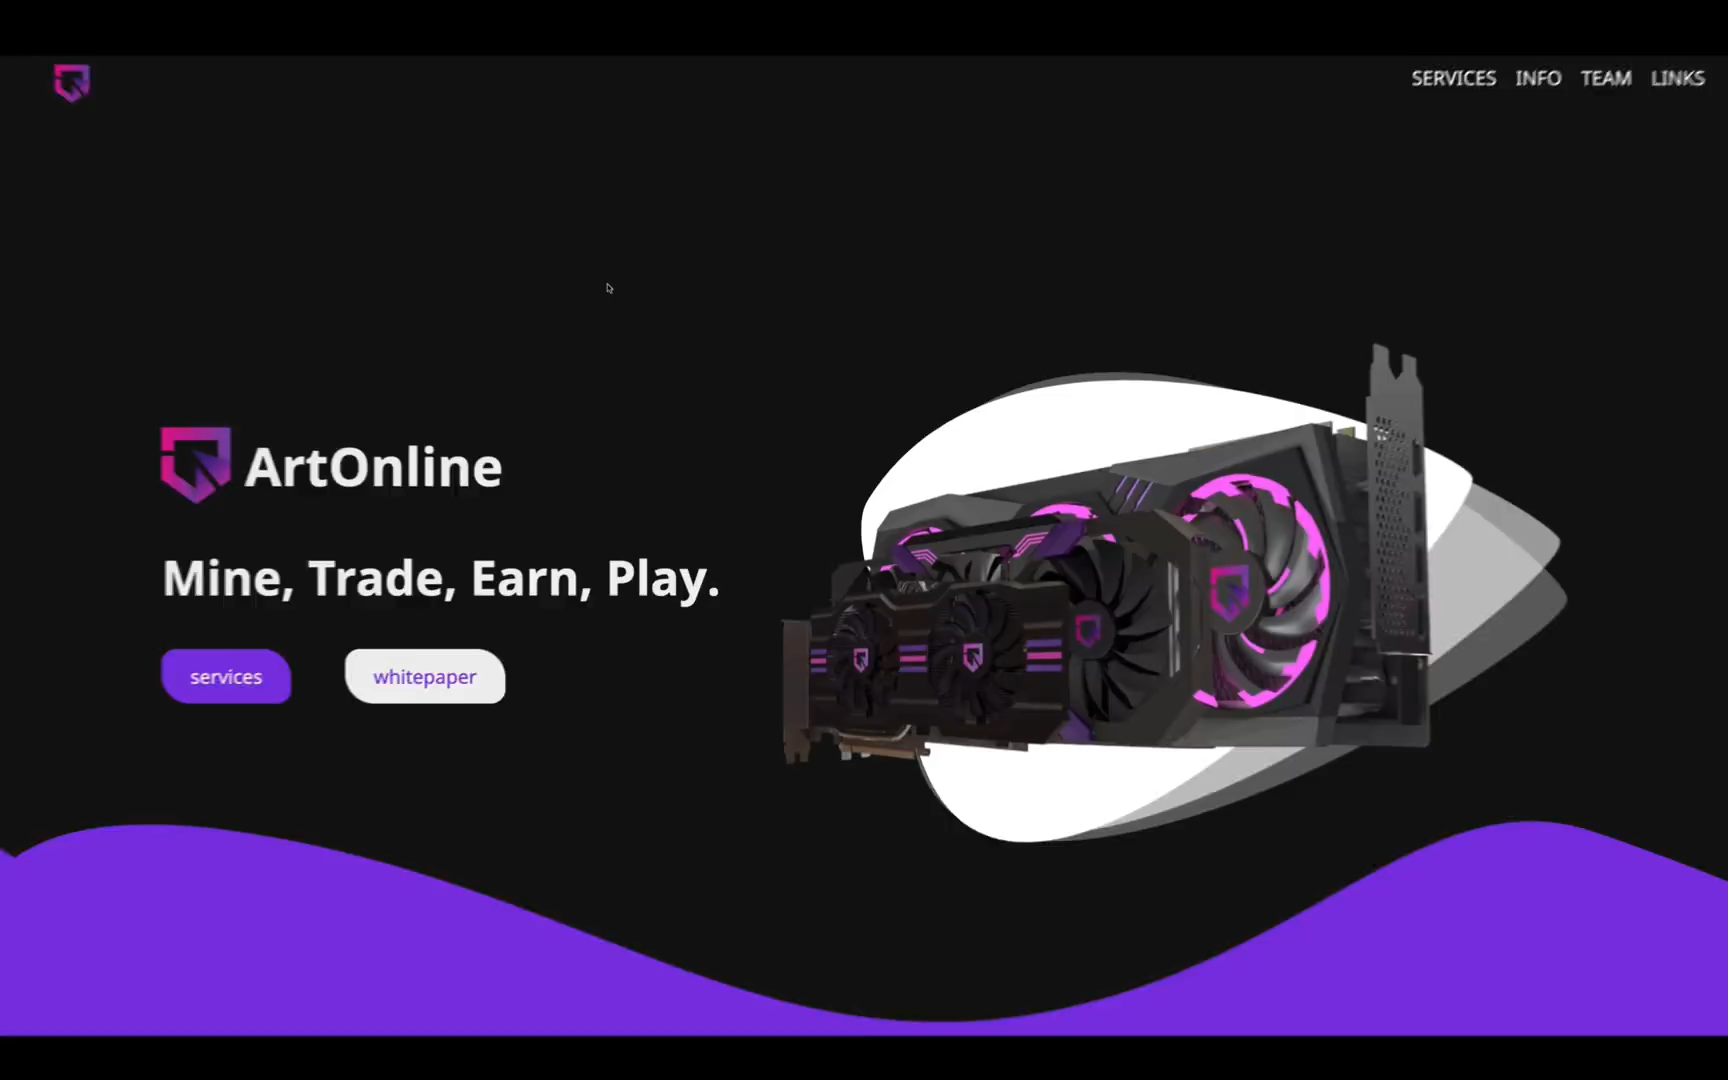 SERVICES INFO TEAM LINKS
ArtOnline
Mine, Trade, Earn, Play.
services whitepaper